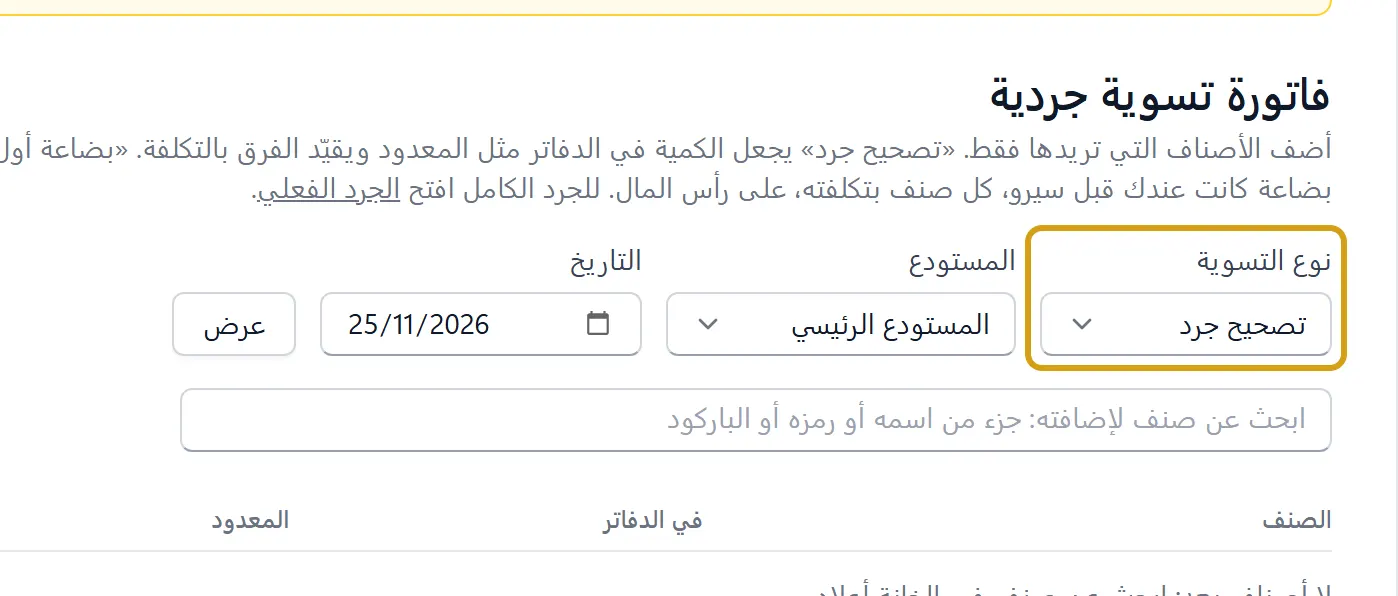 فاتورة تسوية جردية
أضف الأصناف التي تريدها فقط. «تصحيح جرد» يجعل الكمية في الدفاتر مثل المعدود ويقيّد الفرق بالتكلفة. «بضاعة أول
بضاعة كانت عندك قبل سيرو، كل صنف بتكلفته، على رأس المال. للجرد الكامل افتح الجرد الفعلي.
نوع التسوية
المستودع
التاريخ
تصحيح جرد
المستودع الرئيسي
25/11/2026
عرض
ابحث عن صنف لإضافته: جزء من اسمه أو رمزه أو الباركود
الصنف
في الدفاتر
المعدود